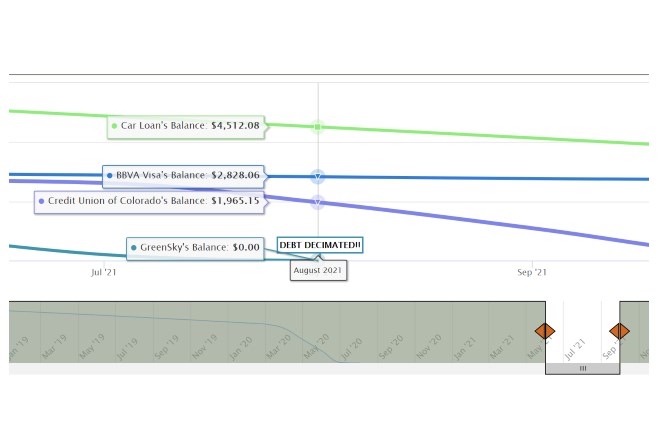 Car Loan's Balance: $4,512.08
BBVA Visa's Balance: $2,828.06
Credit Union of Colorado's Balance: $1,965.15
GreenSky's Balance: $0.00
DEBT DECIMATED!!
August 2021
Jul '21
Sep '21
Mar '19
May '19
Jul '19
Sep '19
Nov '19
Jan '20
Mar '20
May '20
Jul '20
Sep '20
Nov '20
Jan '21
Mar '21
May '21
Jul '21
Sep '21